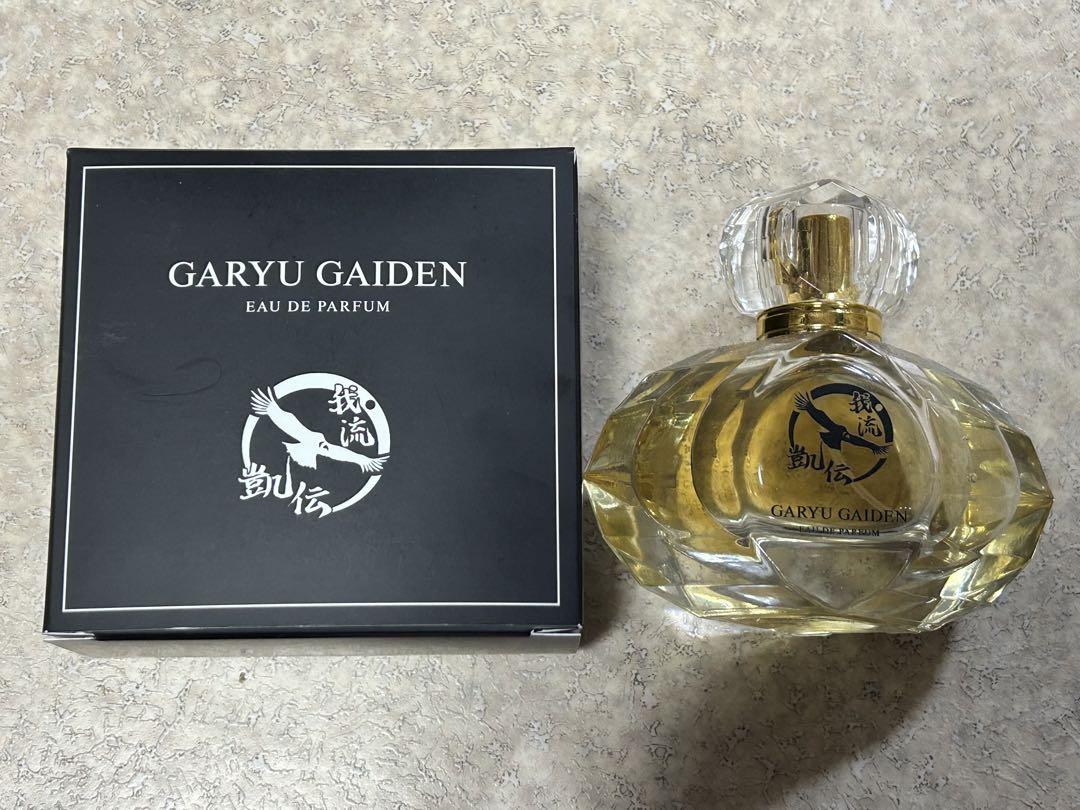 GARYU GAIDEN
EAU DE PARFUM
我流
凱伝
我流
凱伝
GARYU GAIDEN
EAU DE PARFUM